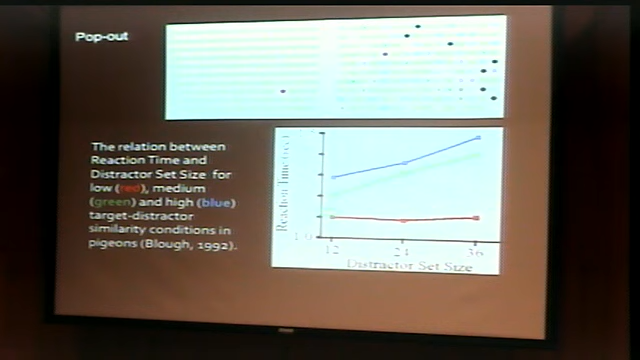 Pop-out
The relation between
Reaction Time and
Distractor Set Size for
low (red), medium
(green) and high (blue)
target-distractor
similarity conditions in
pigeons (Blough, 1992).
Reaction Time
12 24 36
Distractor Set Size